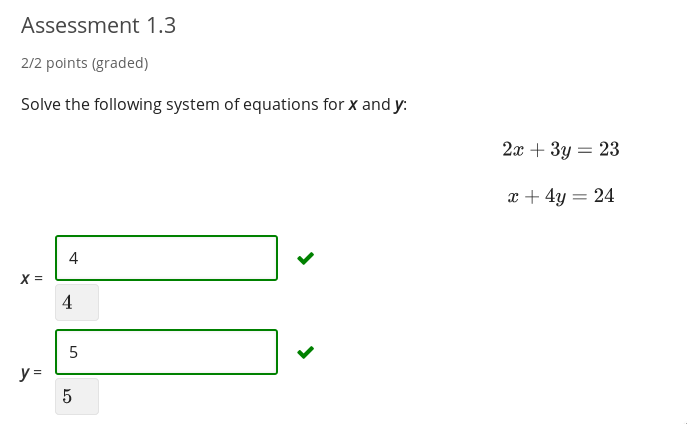 Assessment 1.3
2/2 points (graded)
Solve the following system of equations for x and y:
2x + 3y = 23
x + 4y = 24
x =
4
4
y =
5
5